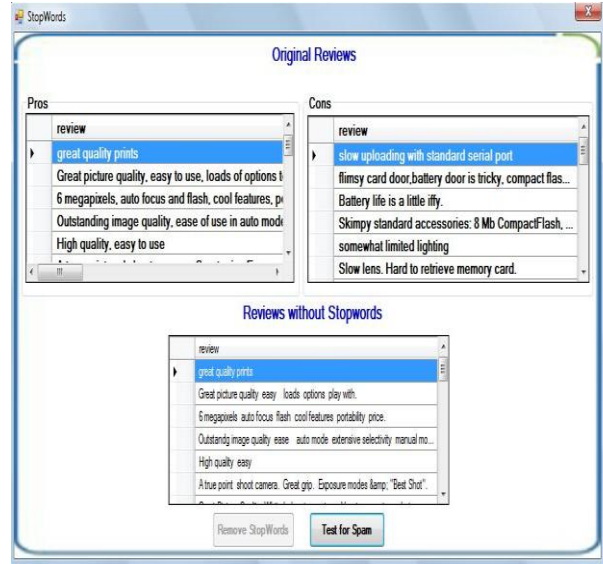 StopWords
Original Reviews
Pros
review
great quality prints
Great picture quality, easy to use, loads of options t
6 megapixels, auto focus and flash, cool features, p
Outstanding image quality, ease of use in auto mode
High quality, easy to use
Cons
review
slow uploading with standard serial port
flimsy card door,battery door is tricky, compact flas...
Battery life is a little iffy.
Skimpy standard accessories: 8 Mb CompactFlash, ...
somewhat limited lighting
Slow lens. Hard to retrieve memory card.
Reviews without Stopwords
review
great quality prints
Great picture quality easy loads options play with.
6 megapixels auto focus flash cool features portability price.
Outstandg image quality ease auto mode extensive selectivity manual mo...
High quality easy
A true point shoot camera. Great grip. Exposure modes &amp; "Best Shot".
Remove StopWords
Test for Spam